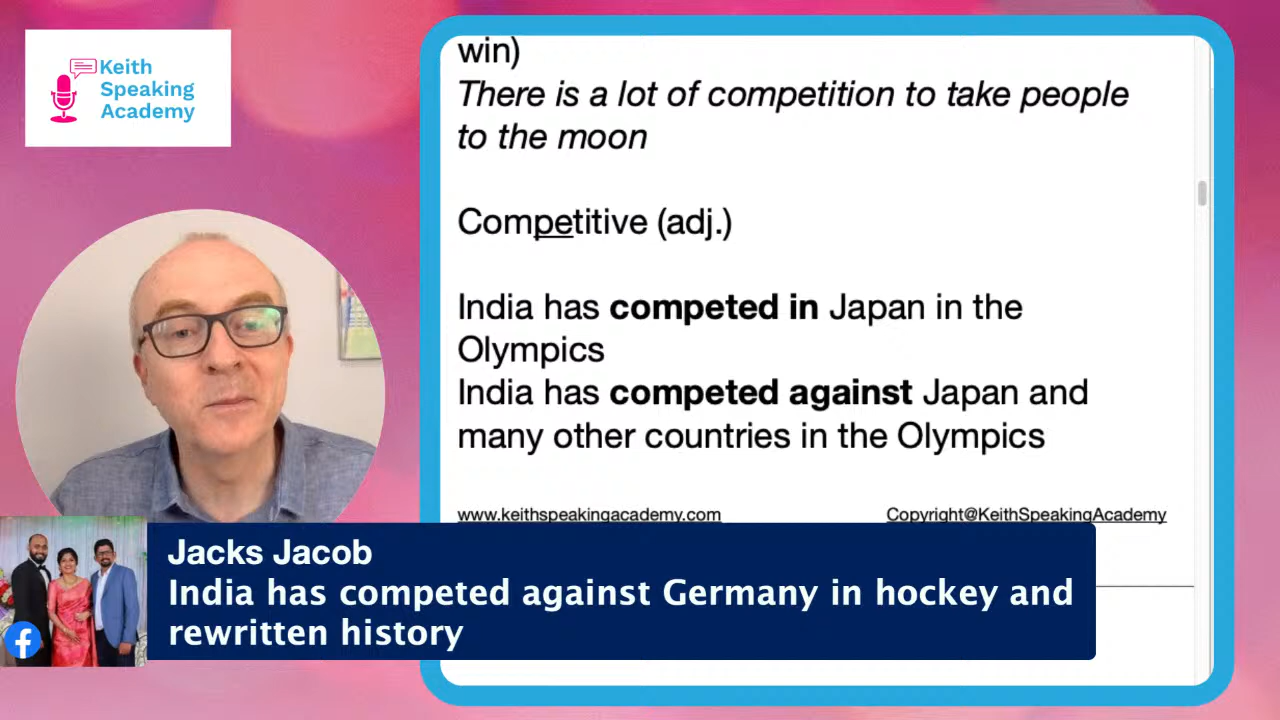 Keith
Speaking
Academy
win)
There is a lot of competition to take people
to the moon
Competitive (adj.)
India has competed in Japan in the
Olympics
India has competed against Japan and
many other countries in the Olympics
www.keithspeakingacademy.com
Copyright@KeithSpeakingAcademy
Jacks Jacob
India has competed against Germany in hockey and
rewritten history